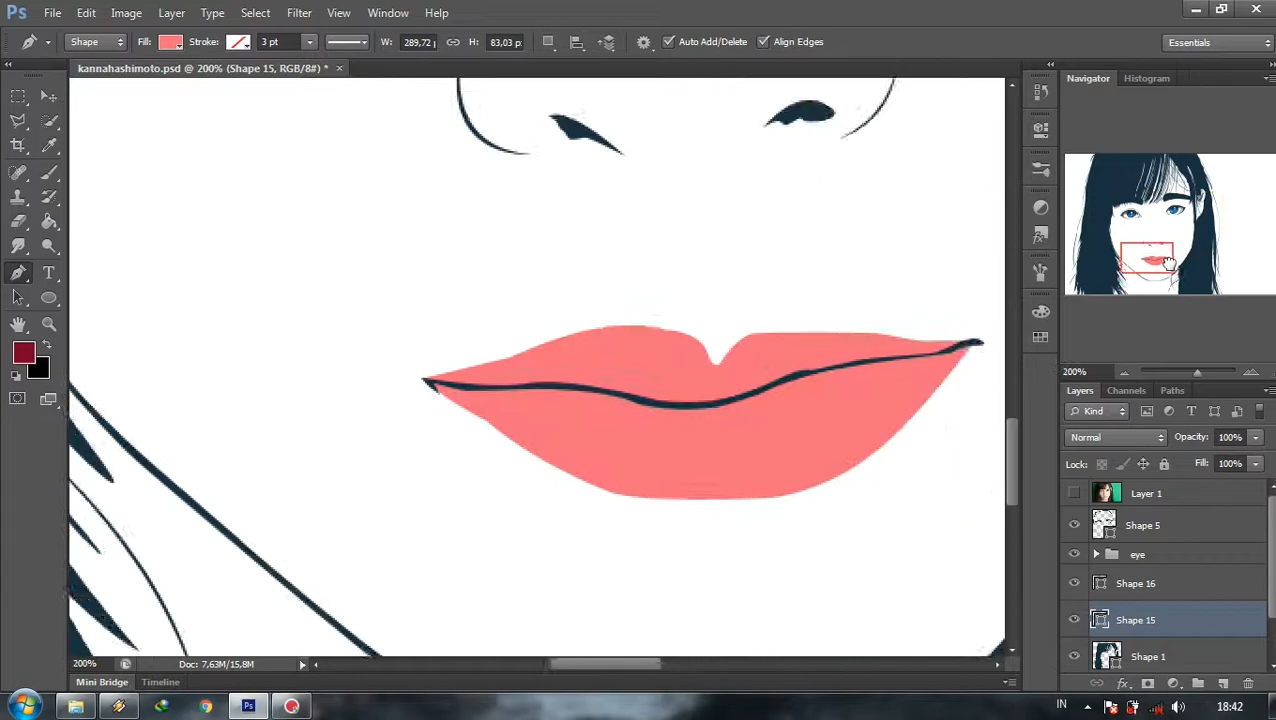 Ps File Edit Image Layer Type Select Filter View Window Help
Shape Fill: Stroke: 3 pt W: 289,72 H: 83,03 p Auto Add/Delete Align Edges Essentials
kannahashimoto.psd @ 200% (Shape 15, RGB/8#) * ×
Navigator Histogram
200%
Layers Channels Paths
Kind
Normal Opacity: 100%
Lock: Fill: 100%
Layer 1
Shape 5
eye
Shape 16
Shape 15
Shape 1
200% Doc: 7,63M/15,8M
Mini Bridge Timeline
Ps IN 18:42